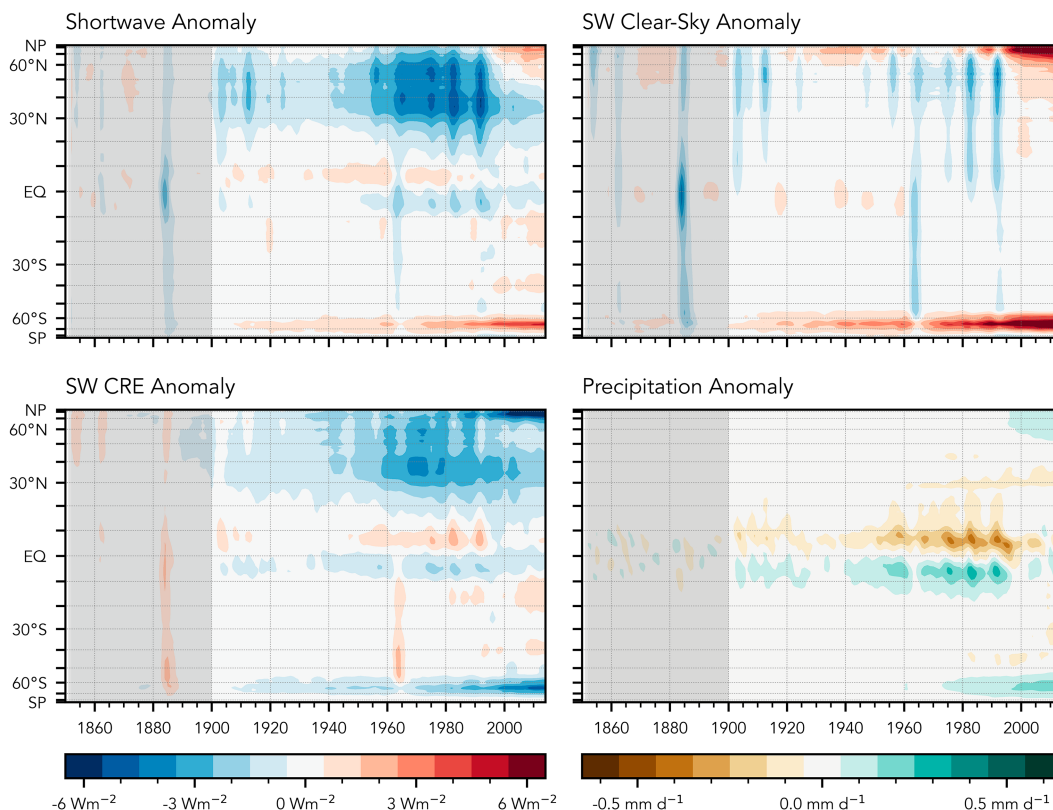 Shortwave Anomaly
SW Clear-Sky Anomaly
NP
60°N
30°N
EQ
30°S
60°S
SP
SW CRE Anomaly
Precipitation Anomaly
NP
60°N
30°N
EQ
30°S
60°S
SP
1860 1880 1900 1920 1940 1960 1980 2000
1860 1880 1900 1920 1940 1960 1980 2000
-6 Wm⁻² -3 Wm⁻² 0 Wm⁻² 3 Wm⁻² 6 Wm⁻²
-0.5 mm d⁻¹ 0.0 mm d⁻¹ 0.5 mm d⁻¹